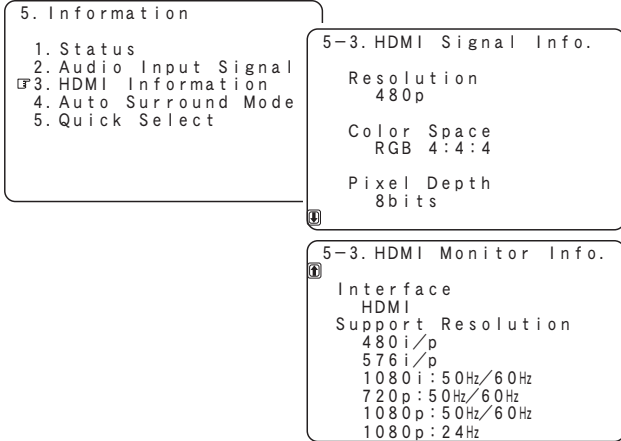 5. Information
1. Status
2. Audio Input Signal
☞3. HDMI Information
4. Auto Surround Mode
5. Quick Select
5-3. HDMI Signal Info.
Resolution
480p
Color Space
RGB 4:4:4
Pixel Depth
8bits
5-3. HDMI Monitor Info.
Interface
HDMI
Support Resolution
480i/p
576i/p
1080i:50Hz/60Hz
720p:50Hz/60Hz
1080p:50Hz/60Hz
1080p:24Hz